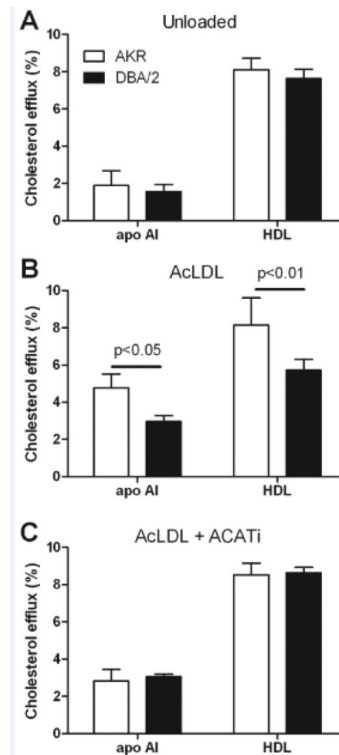 A Unloaded
Cholesterol efflux (%)
10
8
6
4
2
0
AKR
DBA/2
apo AI HDL
B AcLDL
Cholesterol efflux (%)
10
8
6
4
2
0
p<0.05
p<0.01
apo AI HDL
C AcLDL + ACATi
Cholesterol efflux (%)
10
8
6
4
2
0
apo AI HDL